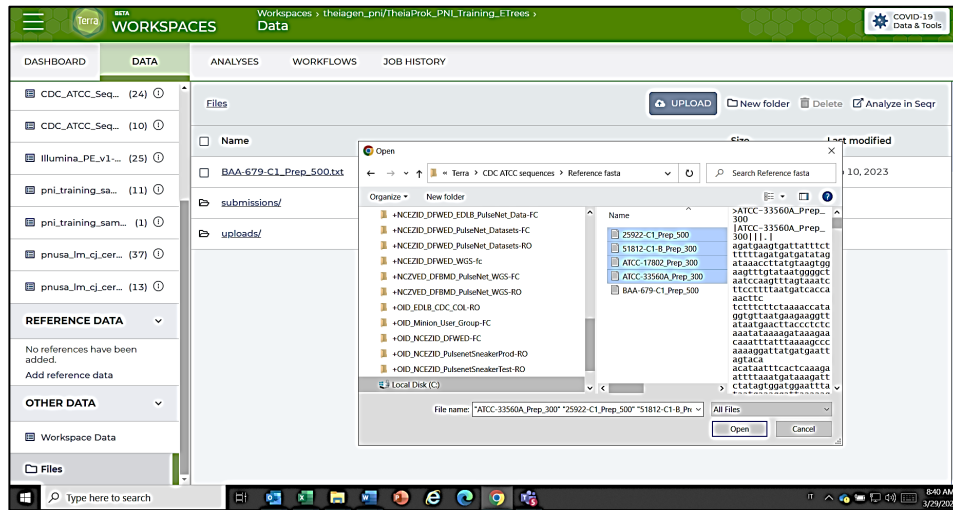 Terra
BETA
WORKSPACES
Workspaces › theiagen_pni/TheiaProk_PNI_Training_ETrees ›
Data
COVID-19
Data & Tools
DASHBOARD DATA ANALYSES WORKFLOWS JOB HISTORY
CDC_ATCC_Seq... (24)
CDC_ATCC_Seq... (10)
Illumina_PE_v1-... (25)
pni_training_sa... (11)
pni_training_sam... (1)
pnusa_lm_cj_cer... (37)
pnusa_lm_cj_cer... (13)
REFERENCE DATA
No references have been
added.
Add reference data
OTHER DATA
Workspace Data
Files
Files
UPLOAD New folder Delete Analyze in Seqr
Name Size Last modified
BAA-679-C1_Prep_500.txt 10, 2023
submissions/
uploads/
Open
« Terra › CDC ATCC sequences › Reference fasta
Search Reference fasta
Organize New folder
+NCEZID_DFWED_EDLB_PulseNet_Data-FC
+NCEZID_DFWED_PulseNet_Datasets-FC
+NCEZID_DFWED_PulseNet_Datasets-RO
+NCEZID_DFWED_WGS-fc
+NCZVED_DFBMD_PulseNet_WGS-FC
+NCZVED_DFBMD_PulseNet_WGS-RO
+OID_EDLB_CDC_COL-RO
+OID_Minion_User_Group-FC
+OID_NCEZID_DFWED-FC
+OID_NCEZID_PulsenetSneakerProd-RO
+OID_NCEZID_PulsenetSneakerTest-RO
Local Disk (C:)
Name
25922-C1_Prep_500
51812-C1-B_Prep_300
ATCC-17802_Prep_300
ATCC-33560A_Prep_300
BAA-679-C1_Prep_500
>ATCC-33560A_Prep_
300
|ATCC-33560A_Prep_
300|||.|
agatgaagtgattatttct
tttttagatgatgatatag
ataaaccttatgtaagtgg
aagtttgtataatggggct
aatccaagtttagtaaatc
ttccttttaatgatcacca
aacttc
tctttcttctaaaaccata
ggtgttaatgaagaaggtt
ataatgaacttaccctctc
aaatataaaagataaagaa
caaatttatttaaaagccc
aaaaggattatgatgaatt
agtaca
acataatttcactcaaaga
attttaaatgataaagatt
ctatagtggatggaattta
File name: "ATCC-33560A_Prep_300" "25922-C1_Prep_500" "51812-C1-B_Pre
All Files
Open Cancel
Type here to search
8:40 AM
3/29/202